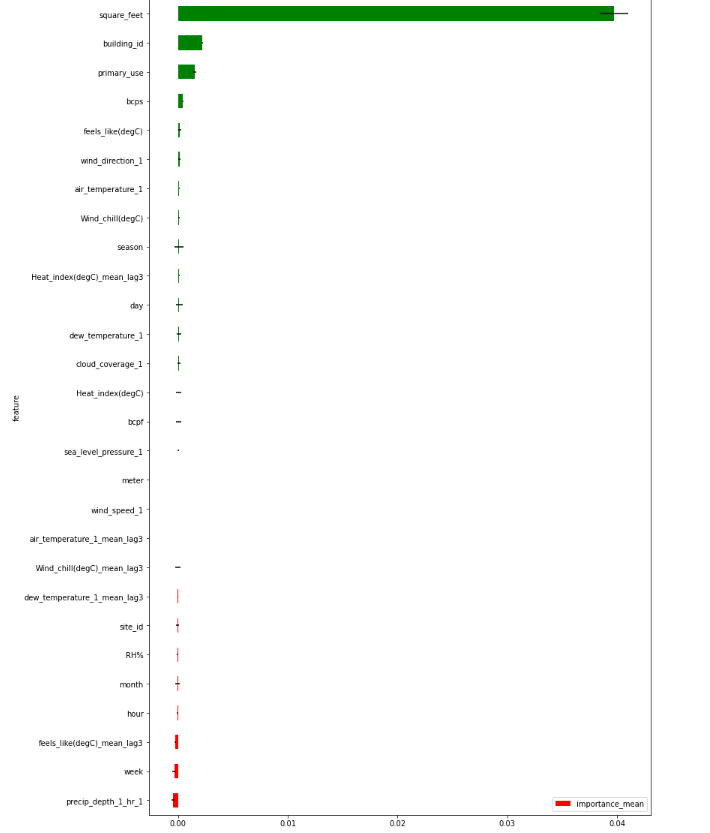 square_feet
building_id
primary_use
bcps
feels_like(degC)
wind_direction_1
air_temperature_1
Wind_chill(degC)
season
Heat_index(degC)_mean_lag3
day
dew_temperature_1
cloud_coverage_1
Heat_index(degC)
feature
bcpf
sea_level_pressure_1
meter
wind_speed_1
air_temperature_1_mean_lag3
Wind_chill(degC)_mean_lag3
dew_temperature_1_mean_lag3
site_id
RH%
month
hour
feels_like(degC)_mean_lag3
week
precip_depth_1_hr_1
importance_mean
0.00 0.01 0.02 0.03 0.04